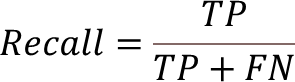 Recall = TP / TP + FN